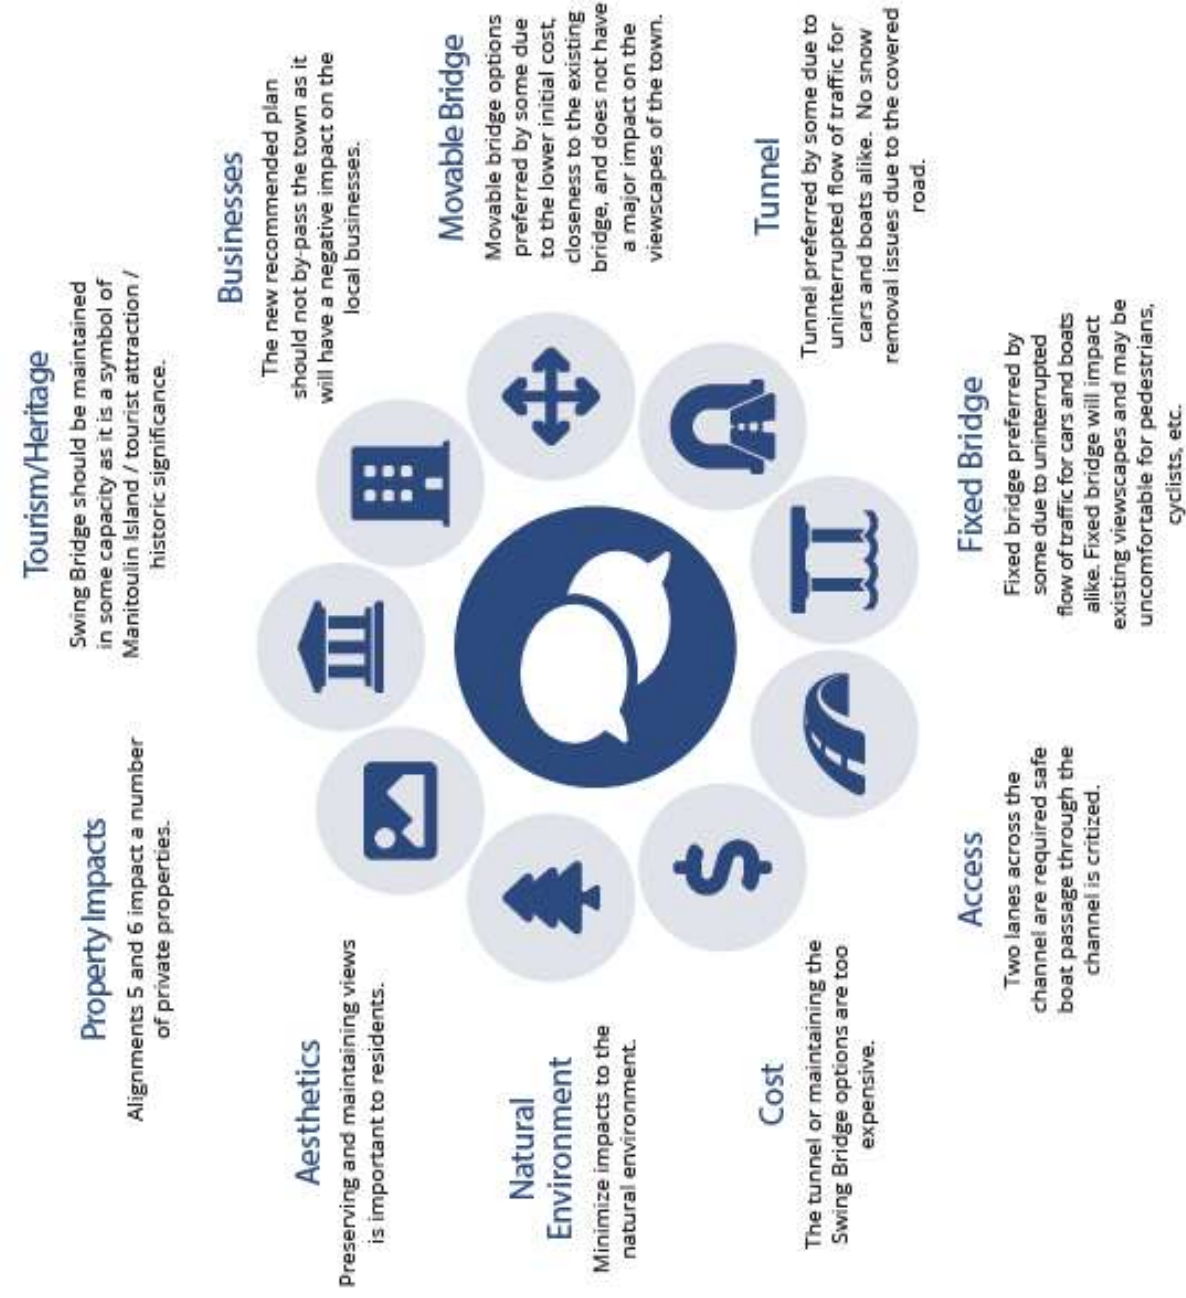 Tourism/Heritage
Swing Bridge should be maintained
in some capacity as it is a symbol of
Manitoulin Island / tourist attraction /
historic significance.
Businesses
The new recommended plan
should not by-pass the town as it
will have a negative impact on the
local businesses.
Movable Bridge
Movable bridge options
preferred by some due
to the lower initial cost,
closeness to the existing
bridge, and does not have
a major impact on the
viewscapes of the town.
Tunnel
Tunnel preferred by some due to
uninterrupted flow of traffic for
cars and boats alike. No snow
removal issues due to the covered
road.
Fixed Bridge
Fixed bridge preferred by
some due to uninterrupted
flow of traffic for cars and boats
alike. Fixed bridge will impact
existing viewscapes and may be
uncomfortable for pedestrians,
cyclists, etc.
Access
Two lanes across the
channel are required safe
boat passage through the
channel is critized.
Cost
The tunnel or maintaining the
Swing Bridge options are too
expensive.
Natural
Environment
Minimize impacts to the
natural environment.
Aesthetics
Preserving and maintaining views
is important to residents.
Property Impacts
Alignments 5 and 6 impact a number
of private properties.